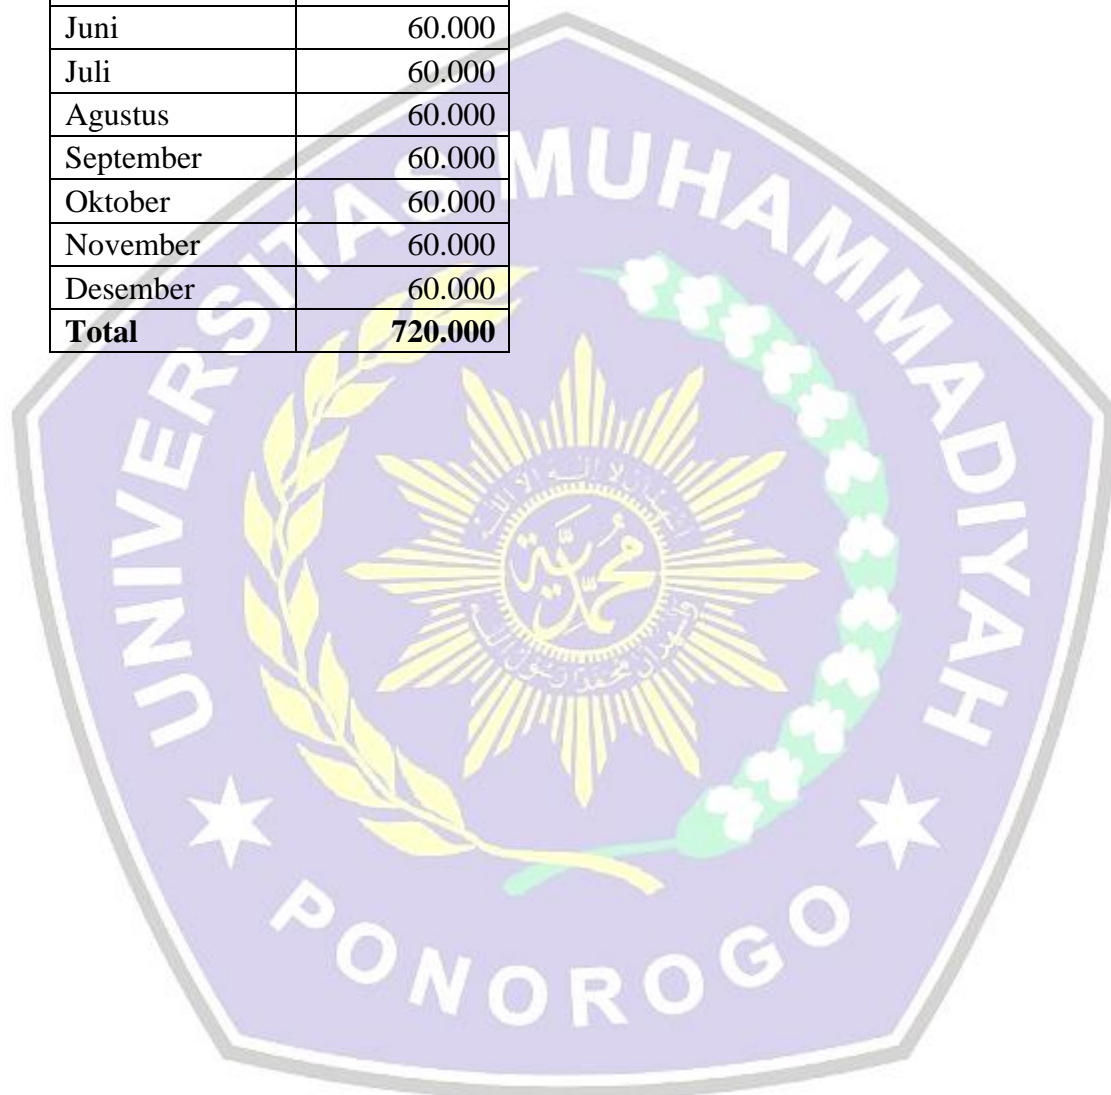 Juni 60.000
Juli 60.000
Agustus 60.000
September 60.000
Oktober 60.000
November 60.000
Desember 60.000
Total 720.000
UNIVERSITAS MUHAMMADIYAH
PONOROGO
محمدية